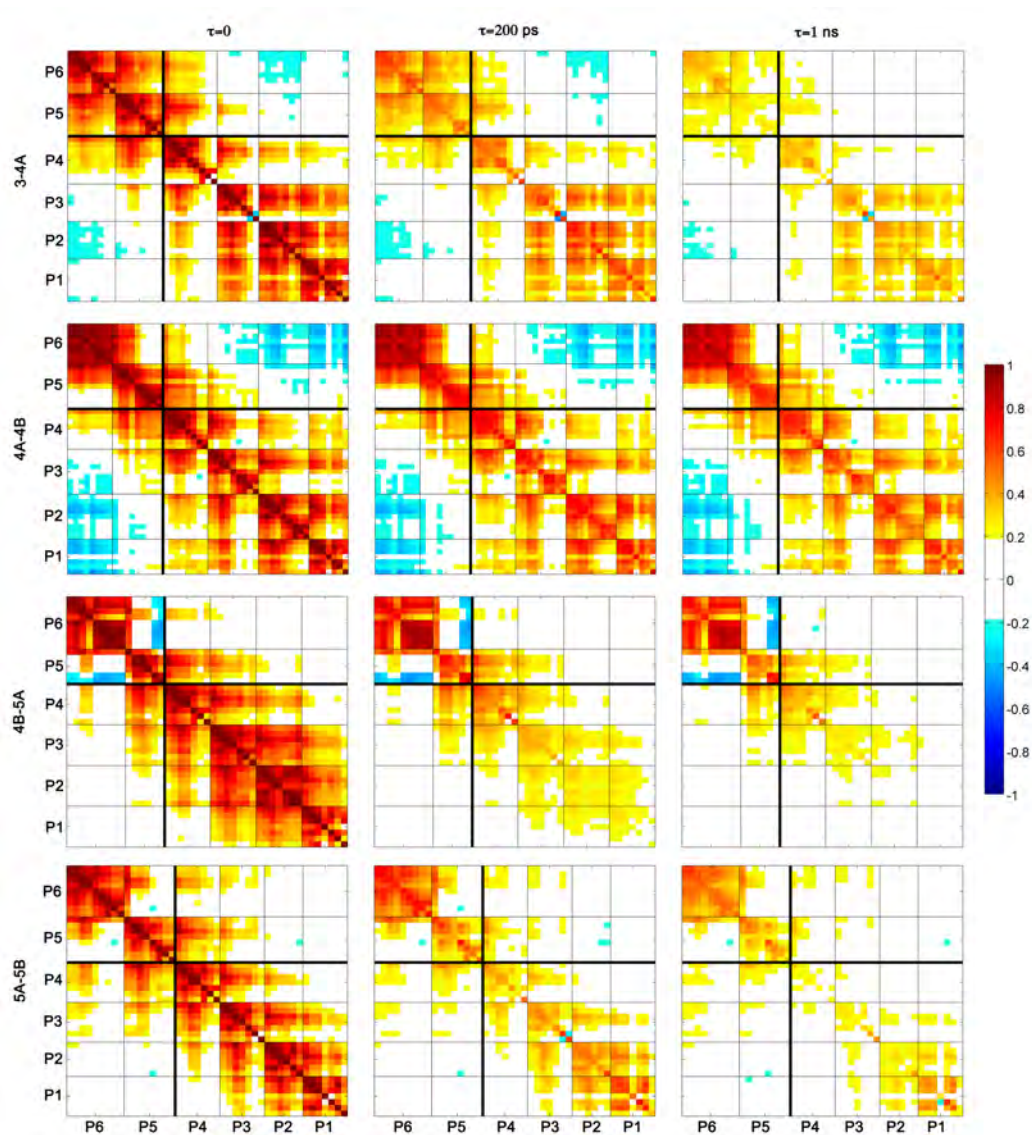 τ=0 τ=200 ps τ=1 ns
3-4A
P6
P5
P4
P3
P2
P1
4A-4B
P6
P5
P4
P3
P2
P1
4B-5A
P6
P5
P4
P3
P2
P1
5A-5B
P6
P5
P4
P3
P2
P1
P6 P5 P4 P3 P2 P1 P6 P5 P4 P3 P2 P1 P6 P5 P4 P3 P2 P1
1
0.8
0.6
0.4
0.2
0
-0.2
-0.4
-0.6
-0.8
-1